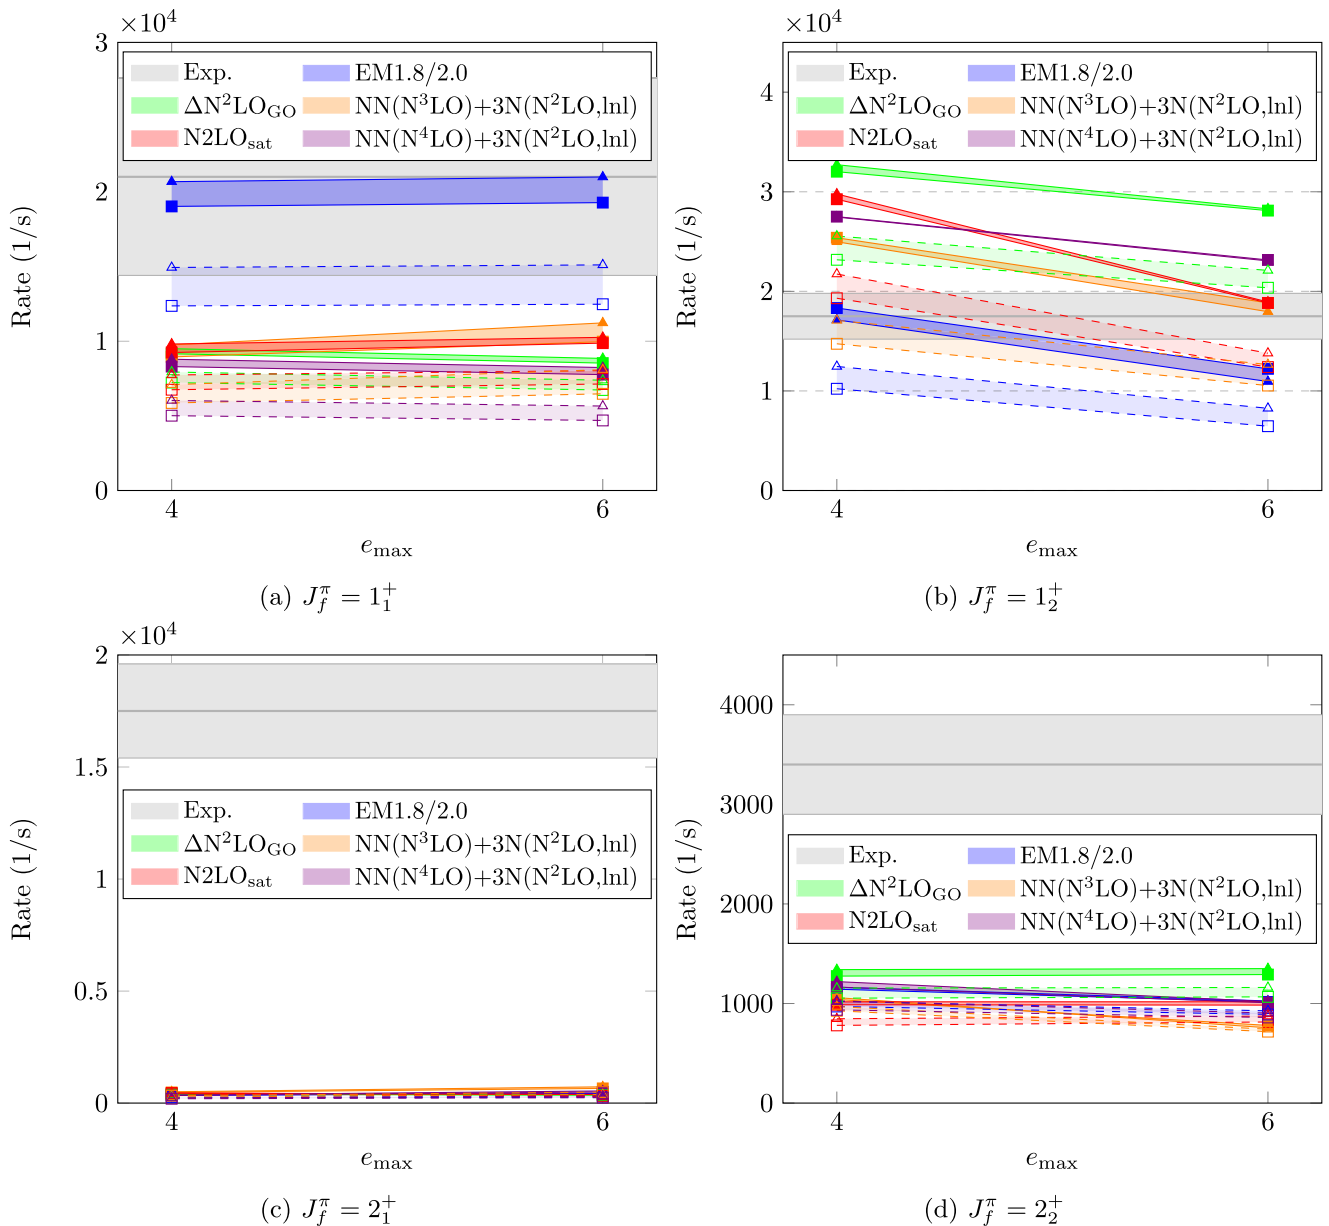 ×10⁴
3
2
1
0
Rate (1/s)
Exp.
EM1.8/2.0
ΔN²LO_GO
NN(N³LO)+3N(N²LO,lnl)
N2LO_sat
NN(N⁴LO)+3N(N²LO,lnl)
4
6
e_max
(a) J_f^π = 1_1^+
×10⁴
4
3
2
1
0
Rate (1/s)
Exp.
EM1.8/2.0
ΔN²LO_GO
NN(N³LO)+3N(N²LO,lnl)
N2LO_sat
NN(N⁴LO)+3N(N²LO,lnl)
4
6
e_max
(b) J_f^π = 1_2^+
×10⁴
2
1.5
1
0.5
0
Rate (1/s)
Exp.
EM1.8/2.0
ΔN²LO_GO
NN(N³LO)+3N(N²LO,lnl)
N2LO_sat
NN(N⁴LO)+3N(N²LO,lnl)
4
6
e_max
(c) J_f^π = 2_1^+
4000
3000
2000
1000
0
Rate (1/s)
Exp.
EM1.8/2.0
ΔN²LO_GO
NN(N³LO)+3N(N²LO,lnl)
N2LO_sat
NN(N⁴LO)+3N(N²LO,lnl)
4
6
e_max
(d) J_f^π = 2_2^+